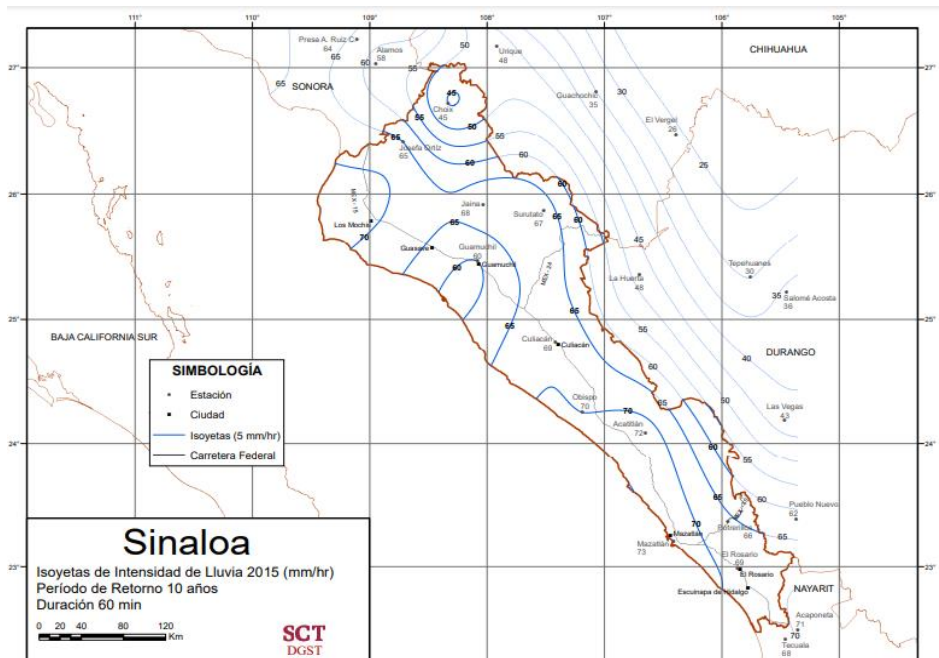 111°
110°
109°
108°
107°
106°
105°
27°
26°
25°
24°
23°
27°
26°
25°
24°
23°
Presa A. Ruiz C
64
65
60
Alamos
58
55
50
Urique
48
CHIHUAHUA
SONORA
65
Guachochic
35
30
El Vergel
26
25
45
Choix
45
50
55
55
60
60
65
Josefa Ortíz
65
60
65
60
MEX - 15
Los Mochis
70
Jaina
68
65
Surutato
67
Guasave
Guamuchil
60
60
Guamuchil
MEX - 24
45
La Huerta
48
Tepehuanes
30
35
Salomé Acosta
36
65
65
55
60
40
DURANGO
Culiacán
68
Culiacán
BAJA CALIFORNIA SUR
SIMBOLOGÍA
Estación
Ciudad
Isoyetas (5 mm/hr)
Carretera Federal
Obispo
70
70
65
50
Las Vegas
43
Acatitlán
72
60
55
65
60
Pueblo Nuevo
62
65
70
Potrerillos
66
Mazatlán
Mazatlán
73
El Rosario
69
El Rosario
Escuinapa de Hidalgo
NAYARIT
Acaponeta
71
70
Tecuala
68
Sinaloa
Isoyetas de Intensidad de Lluvia 2015 (mm/hr)
Período de Retorno 10 años
Duración 60 min
0 20 40 80 120
Km
SCT
DGST